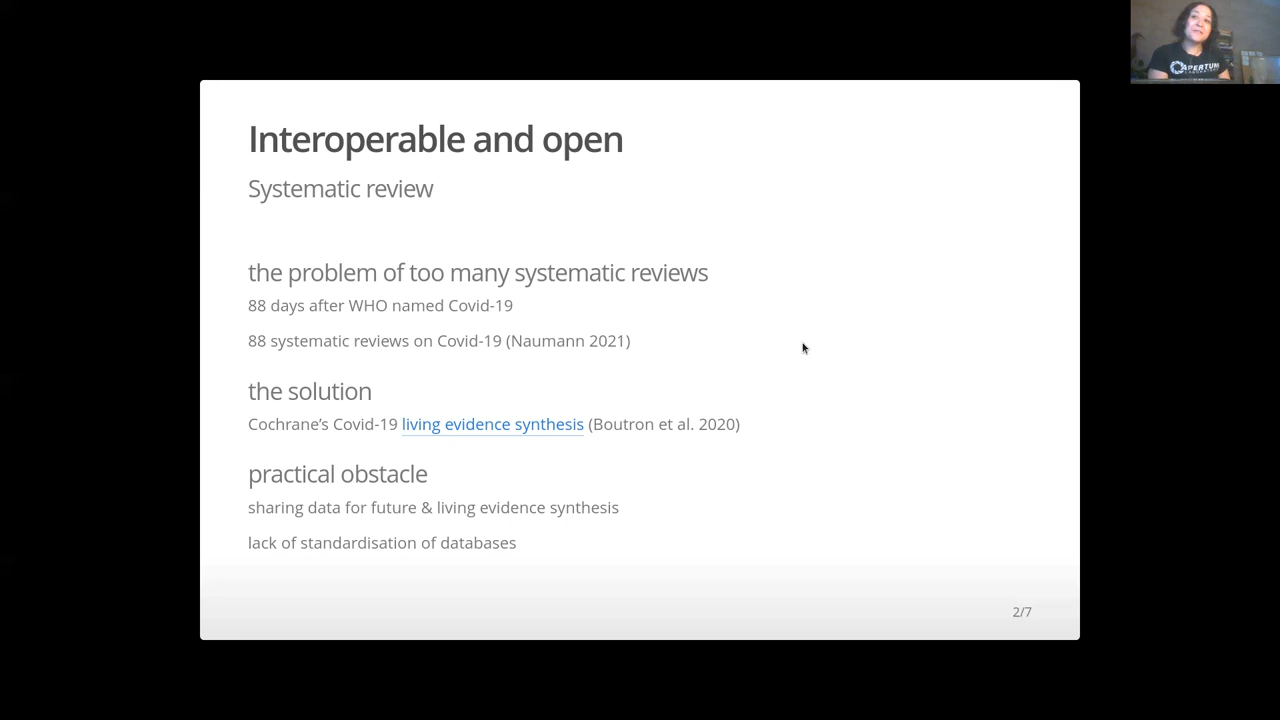 Interoperable and open
Systematic review
the problem of too many systematic reviews
88 days after WHO named Covid-19
88 systematic reviews on Covid-19 (Naumann 2021)
the solution
Cochrane’s Covid-19 living evidence synthesis (Boutron et al. 2020)
practical obstacle
sharing data for future & living evidence synthesis
lack of standardisation of databases
2/7